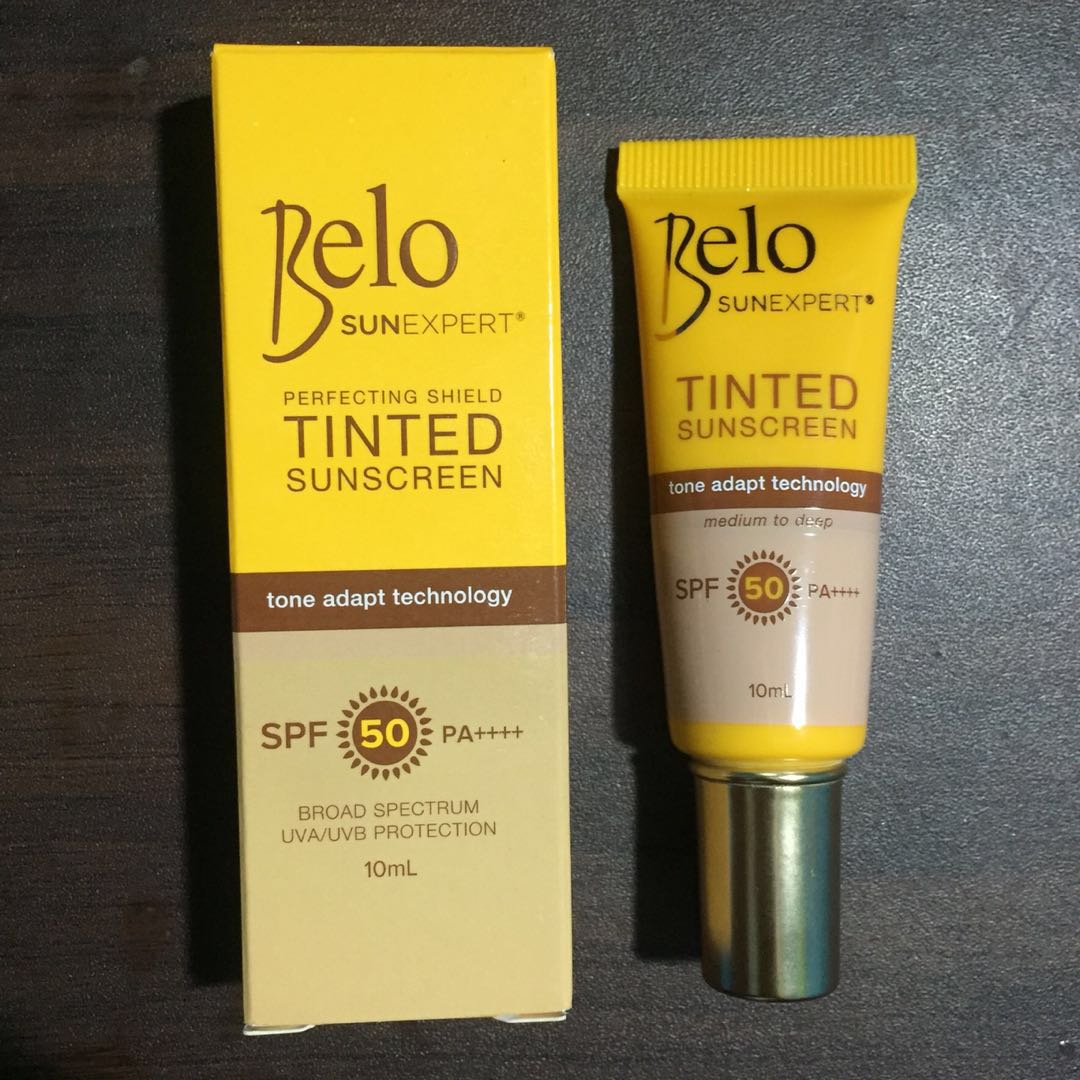 Belo
SUNEXPERT®
PERFECTING SHIELD
TINTED
SUNSCREEN
tone adapt technology
SPF 50 PA++++
BROAD SPECTRUM
UVA/UVB PROTECTION
10mL
Belo
SUNEXPERT®
TINTED
SUNSCREEN
tone adapt technology
medium to deep
SPF 50 PA++++
10mL